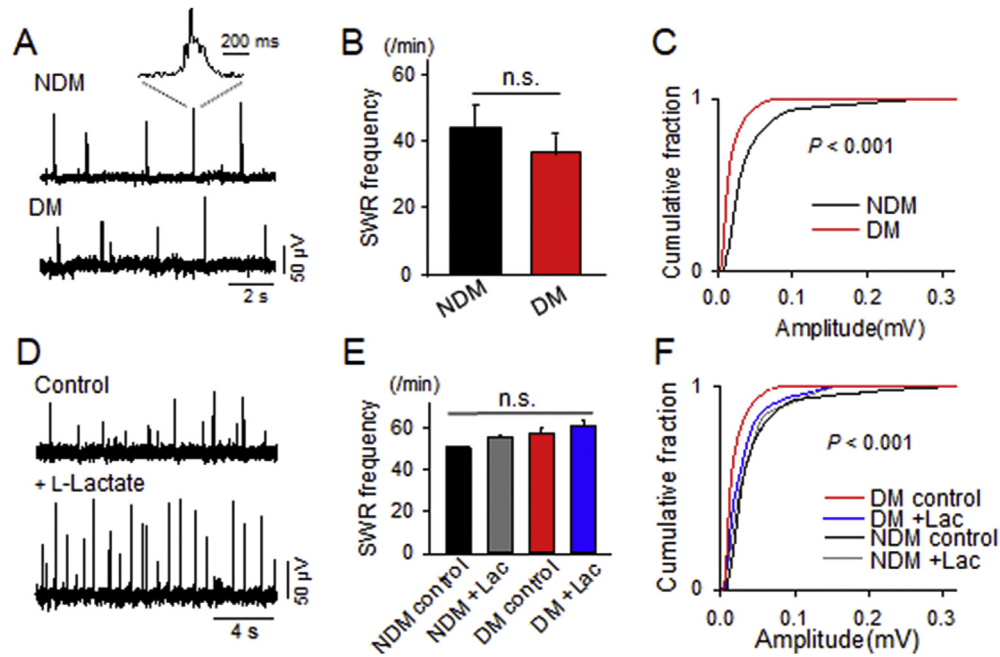 A
200 ms
NDM
DM
50 µV
2 s
B
(/min)
SWR frequency
60
40
20
0
n.s.
NDM
DM
C
Cumulative fraction
1
0
P < 0.001
NDM
DM
0.0 0.1 0.2 0.3
Amplitude(mV)
D
Control
+ L-Lactate
50 µV
4 s
E
(/min)
SWR frequency
60
50
20
0
n.s.
NDM control
NDM +Lac
DM control
DM +Lac
F
Cumulative fraction
1
0
P < 0.001
DM control
DM +Lac
NDM control
NDM +Lac
0.0 0.1 0.2 0.3
Amplitude(mV)